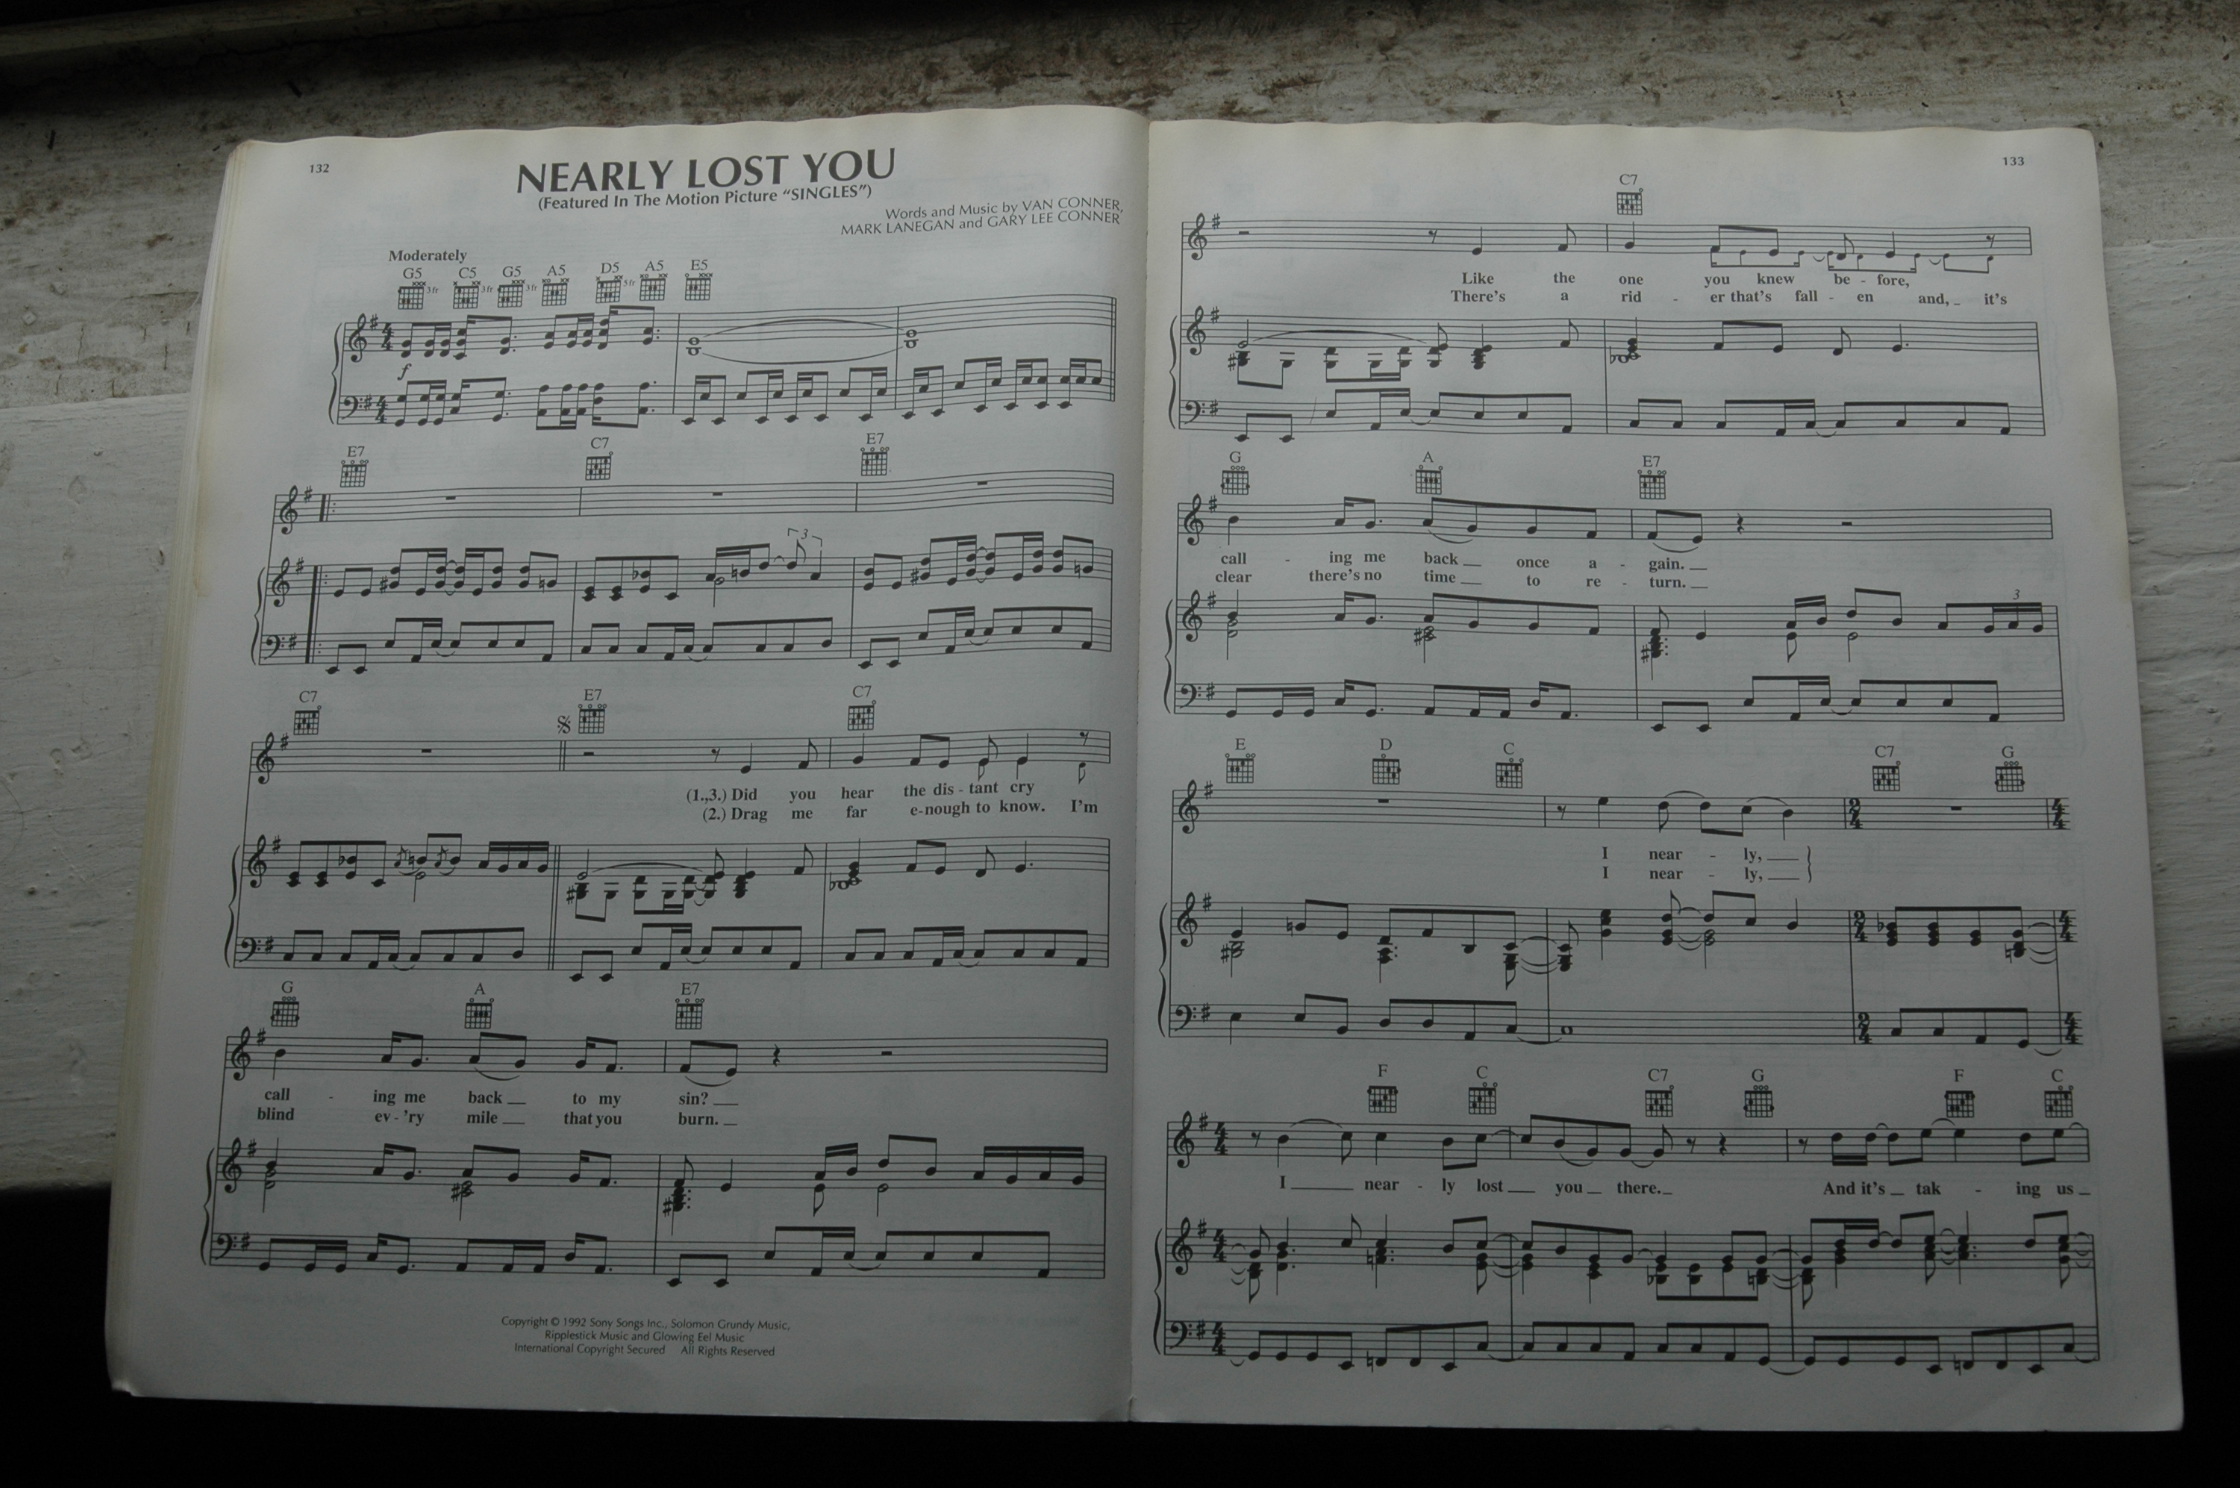 132
NEARLY LOST YOU
(Featured In The Motion Picture "SINGLES")
Words and Music by VAN CONNER,
MARK LANEGAN and GARY LEE CONNER
Moderately
G5 C5 G5 A5 D5 A5 E5
3fr 3fr 3fr 5fr
f
E7 C7 E7
3
C7 E7 C7
(1.,3.) Did you hear the dis - tant cry
(2.) Drag me far e-nough to know. I'm
G A E7
call - ing me back to my sin?
blind ev-'ry mile that you burn.
Copyright © 1992 Sony Songs Inc., Solomon Grundy Music,
Ripplestick Music and Glowing Eel Music
International Copyright Secured All Rights Reserved
133
C7
Like the one you knew be - fore,
There's a rid - er that's fall - en and, it's
G A E7
call - ing me back once a - gain.
clear there's no time to re - turn.
3
E D C C7 G
I near - ly,
I near - ly,
F C C7 G F C
I near - ly lost you there. And it's tak - ing us